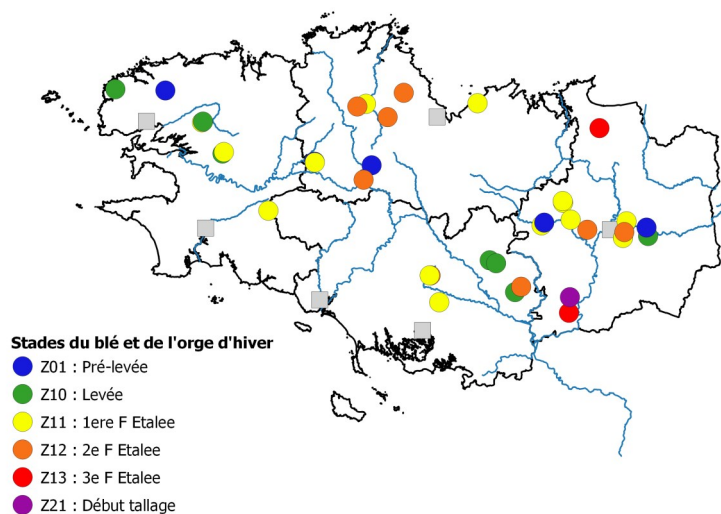 Stades du blé et de l'orge d'hiver
Z01 : Pré-levée
Z10 : Levée
Z11 : 1ere F Etalee
Z12 : 2e F Etalee
Z13 : 3e F Etalee
Z21 : Début tallage